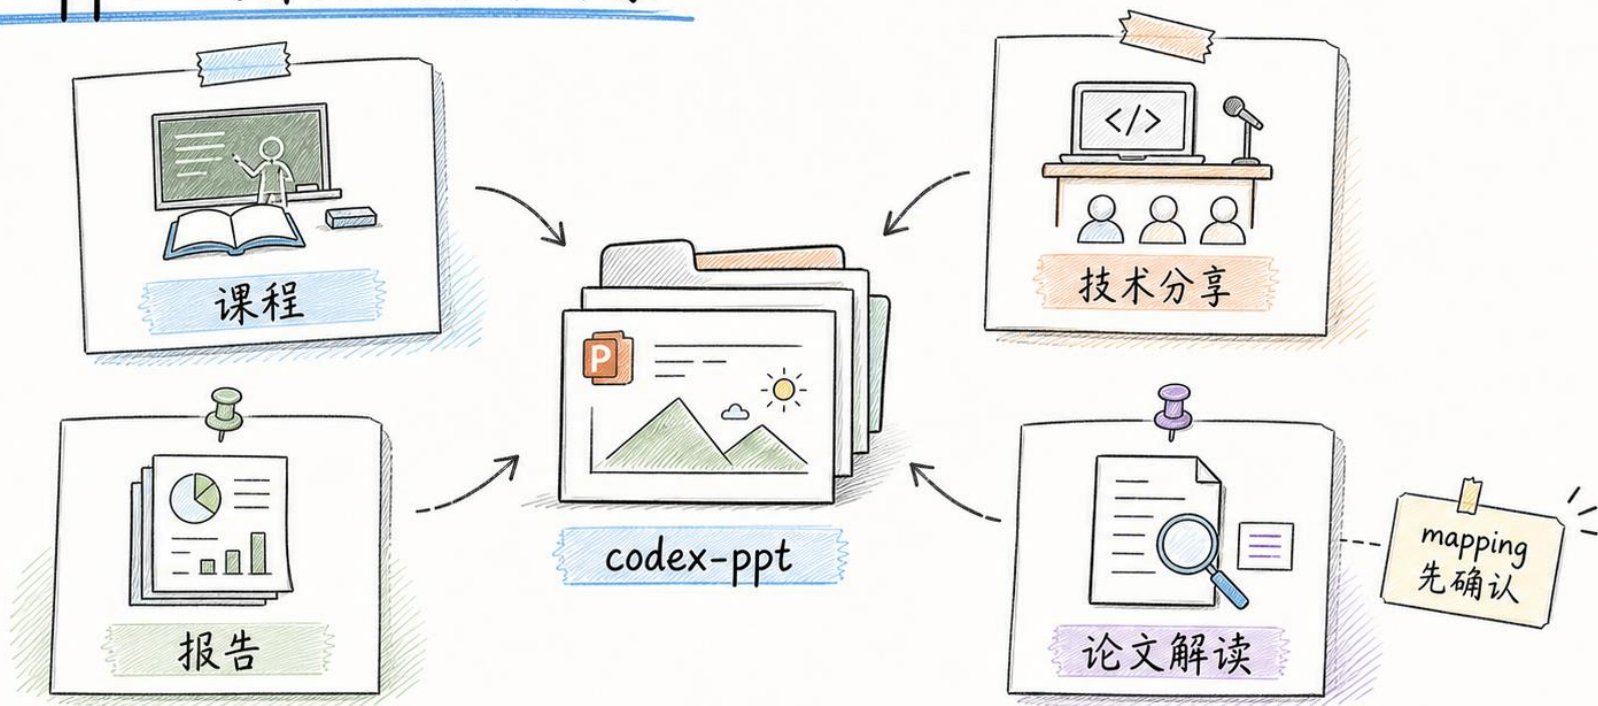 课程
</>
技术分享
P
codex-ppt
报告
论文解读
mapping
先确认